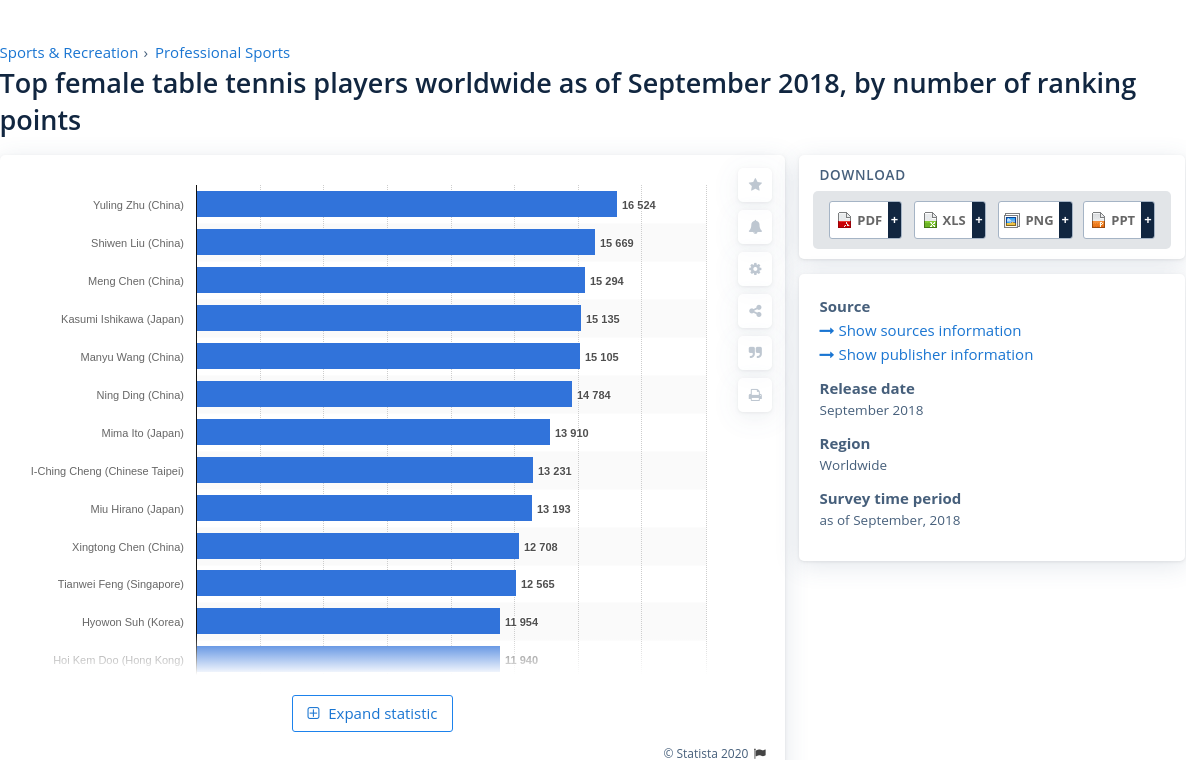 Sports & Recreation › Professional Sports
Top female table tennis players worldwide as of September 2018, by number of ranking
points
Yuling Zhu (China) 16 524
Shiwen Liu (China) 15 669
Meng Chen (China) 15 294
Kasumi Ishikawa (Japan) 15 135
Manyu Wang (China) 15 105
Ning Ding (China) 14 784
Mima Ito (Japan) 13 910
I-Ching Cheng (Chinese Taipei) 13 231
Miu Hirano (Japan) 13 193
Xingtong Chen (China) 12 708
Tianwei Feng (Singapore) 12 565
Hyowon Suh (Korea) 11 954
Hoi Kem Doo (Hong Kong) 11 940
Expand statistic
© Statista 2020
DOWNLOAD
PDF + XLS + PNG + PPT +
Source
Show sources information
Show publisher information
Release date
September 2018
Region
Worldwide
Survey time period
as of September, 2018